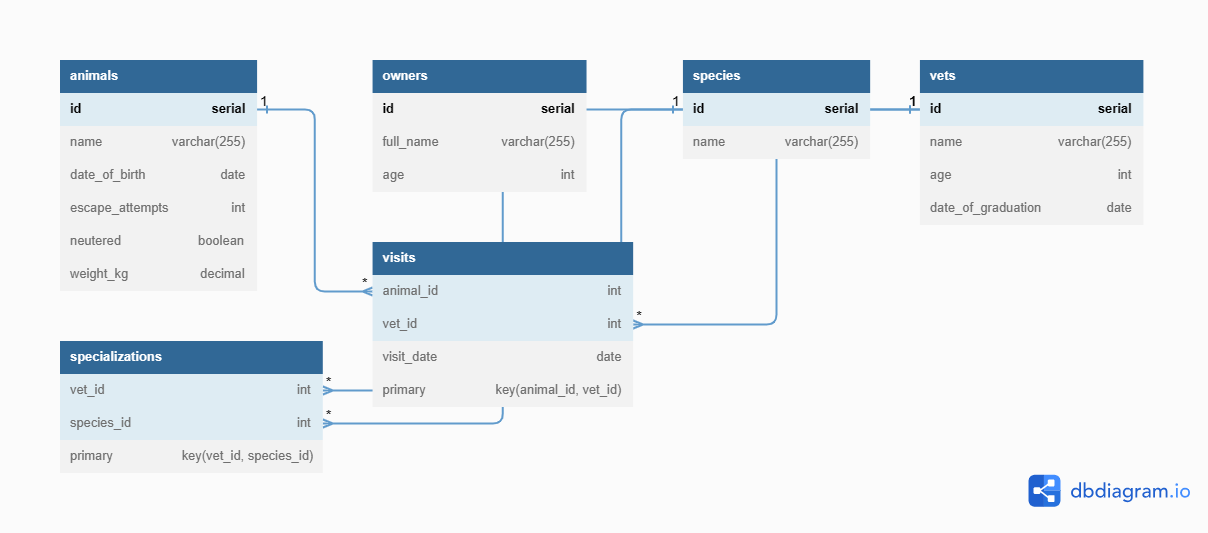 animals
id serial
name varchar(255)
date_of_birth date
escape_attempts int
neutered boolean
weight_kg decimal
owners
id serial
full_name varchar(255)
age int
species
id serial
name varchar(255)
vets
id serial
name varchar(255)
age int
date_of_graduation date
visits
animal_id int
vet_id int
visit_date date
primary key(animal_id, vet_id)
specializations
vet_id int
species_id int
primary key(vet_id, species_id)
1
1
1
*
*
*
*
dbdiagram.io